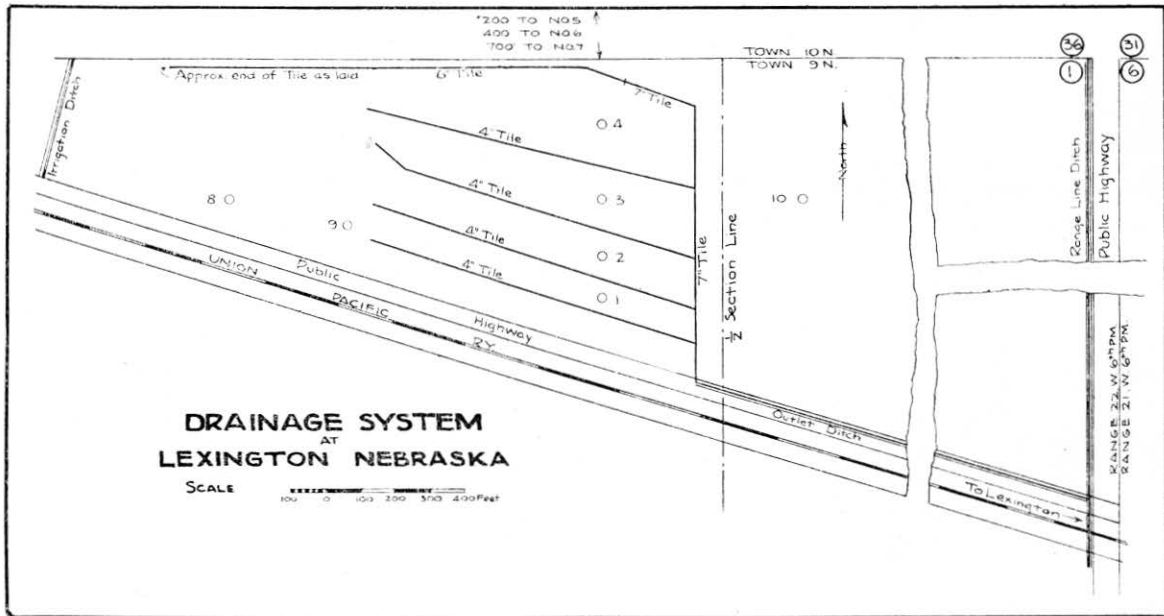 *200 TO NO.5
400 TO NO.6
700 TO NO.7
TOWN 10 N.
TOWN 9 N.
36
31
1
6
Approx. end of Tile as laid
6" Tile
7" Tile
Irrigation Ditch
4" Tile
4
North
Range Line Ditch
Public Highway
8
9
4" Tile
3
10
4" Tile
2
4" Tile
1
7" Tile
½ Section Line
Public Highway
UNION PACIFIC RY.
Outlet Ditch
RANGE 22, W. 6th P.M.
RANGE 21, W. 6th P.M.
To Lexington
DRAINAGE SYSTEM
AT
LEXINGTON NEBRASKA
SCALE
100 0 100 200 300 400 Feet